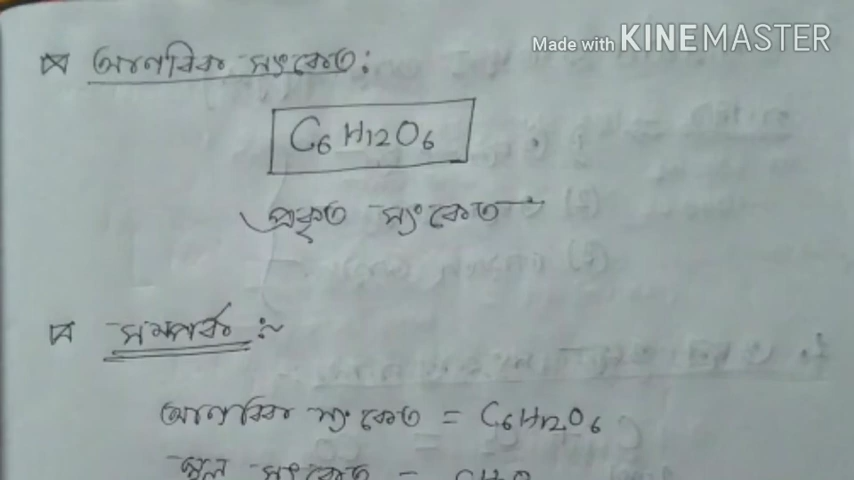 Made with KINEMASTER
আণবিক সংকেত:
C6H12O6
প্রকৃত সংকেত
সম্পর্ক :~
আণবিক সংকেত = C6H12O6
স্থূল সংকেত =